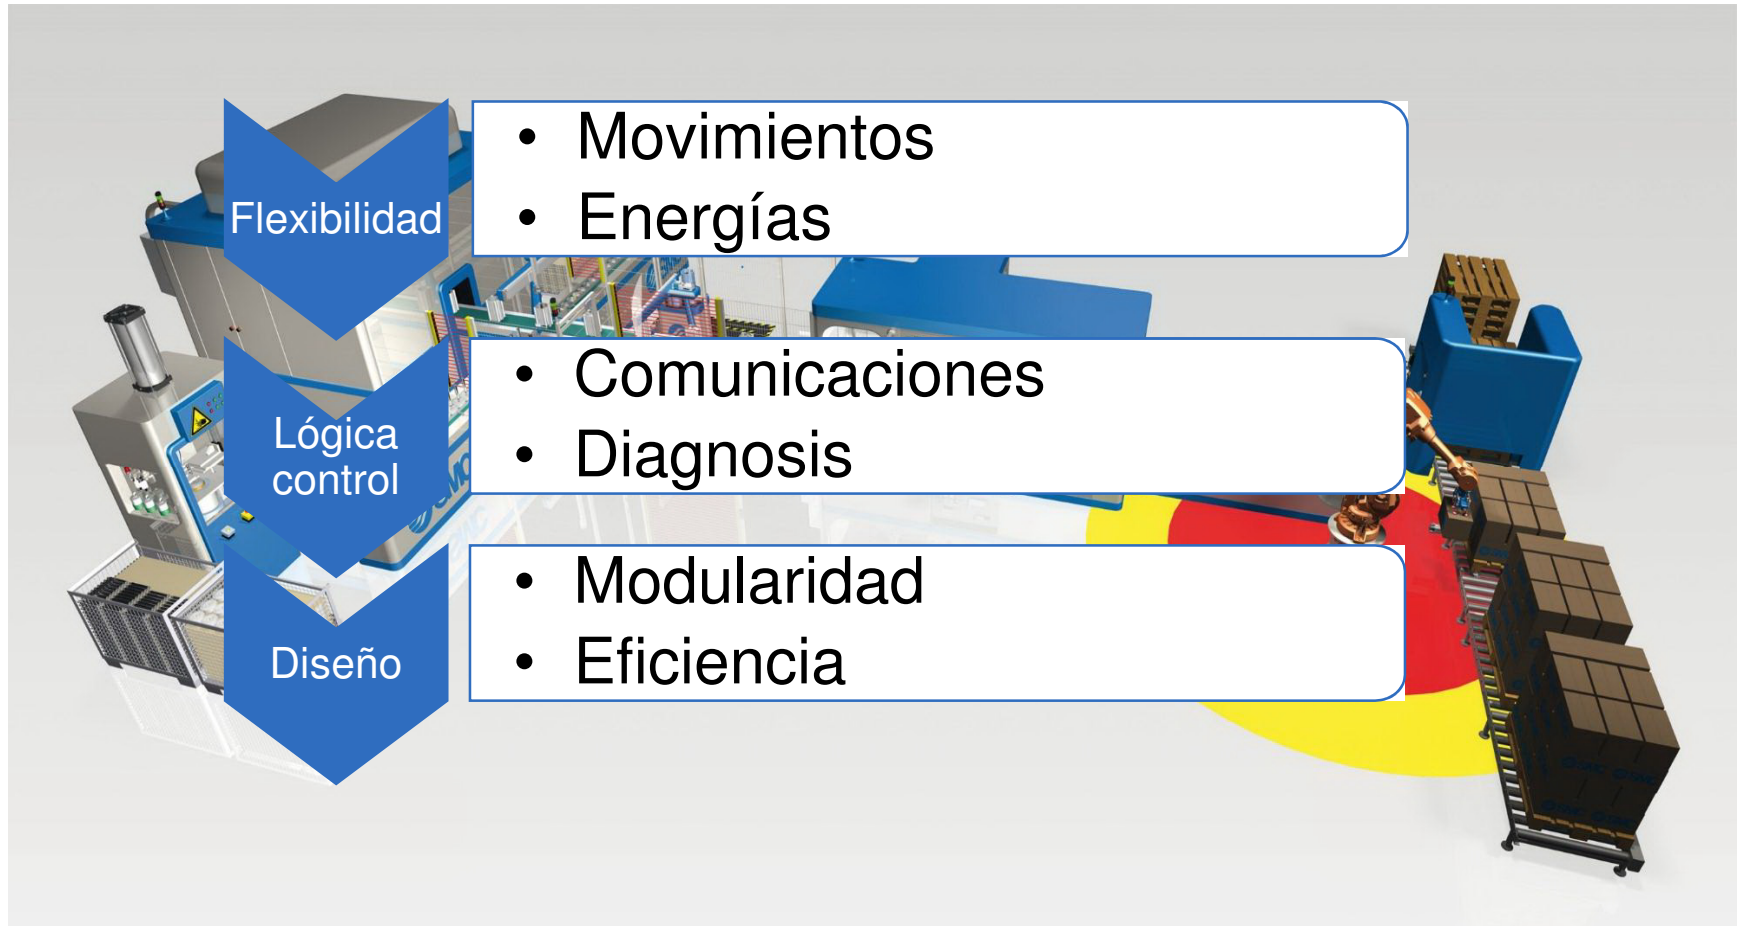 Flexibilidad
• Movimientos
• Energías
Lógica
control
• Comunicaciones
• Diagnosis
Diseño
• Modularidad
• Eficiencia